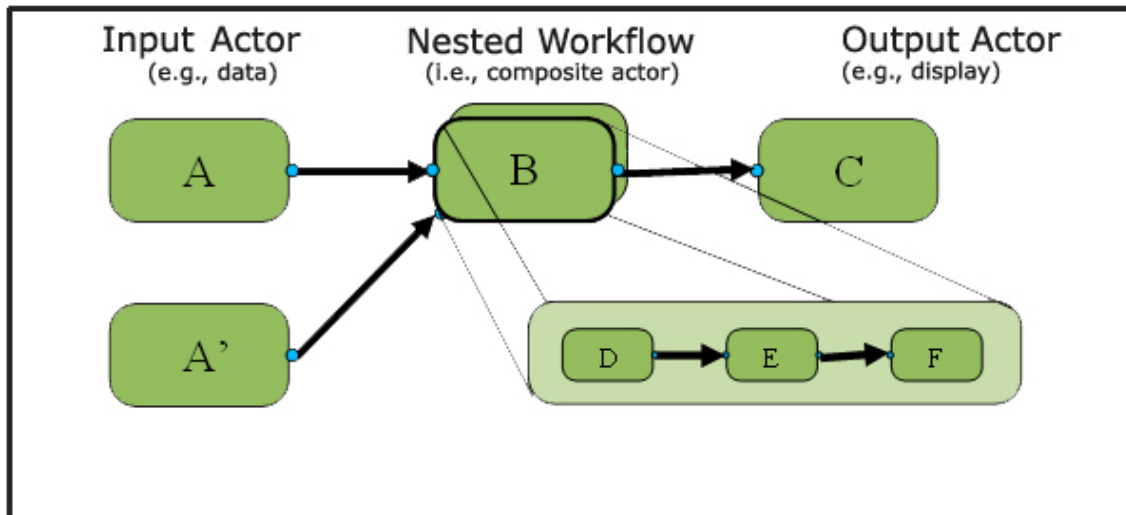 Input Actor
(e.g., data)
Nested Workflow
(i.e., composite actor)
Output Actor
(e.g., display)
A
B
C
A’
D
E
F